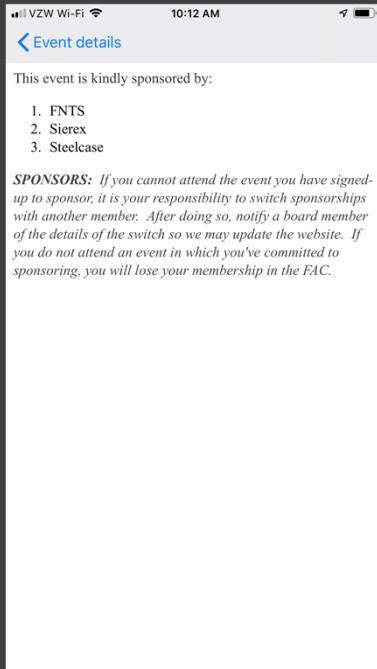 VZW Wi-Fi 10:12 AM
Event details
This event is kindly sponsored by:
1. FNTS
2. Sierex
3. Steelcase
SPONSORS: If you cannot attend the event you have signed-
up to sponsor, it is your responsibility to switch sponsorships
with another member. After doing so, notify a board member
of the details of the switch so we may update the website. If
you do not attend an event in which you've committed to
sponsoring, you will lose your membership in the FAC.